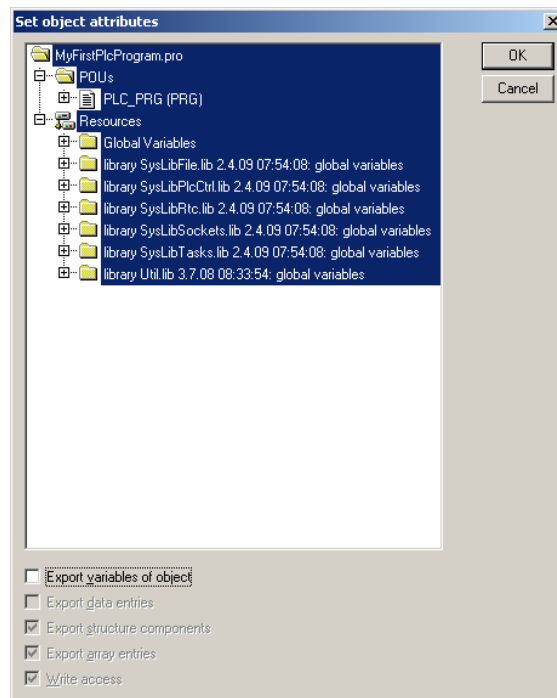 Set object attributes
MyFirstPlcProgram.pro
POUs
PLC_PRG (PRG)
Resources
Global Variables
library SysLibFile.lib 2.4.09 07:54:08: global variables
library SysLibPlcCtrl.lib 2.4.09 07:54:08: global variables
library SysLibRtc.lib 2.4.09 07:54:08: global variables
library SysLibSockets.lib 2.4.09 07:54:08: global variables
library SysLibTasks.lib 2.4.09 07:54:08: global variables
library Util.lib 3.7.08 08:33:54: global variables
OK
Cancel
Export variables of object
Export data entries
Export structure components
Export array entries
Write access